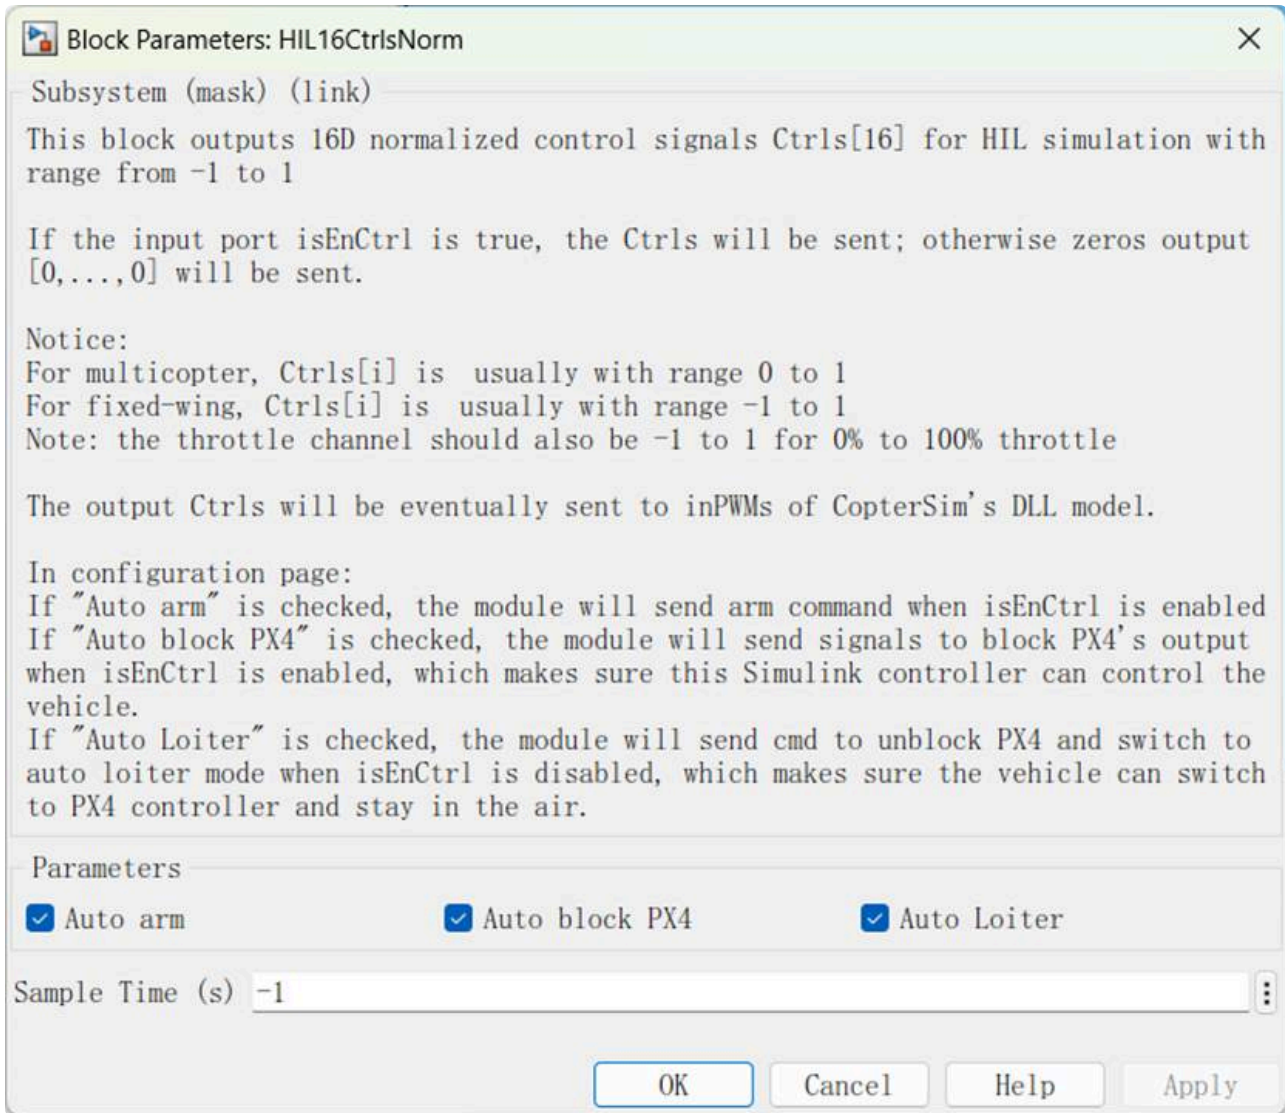 Block Parameters: HIL16CtrlsNorm
Subsystem (mask) (link)
This block outputs 16D normalized control signals Ctrls[16] for HIL simulation with
range from -1 to 1
If the input port isEnCtrl is true, the Ctrls will be sent; otherwise zeros output
[0,...,0] will be sent.
Notice:
For multicopter, Ctrls[i] is  usually with range 0 to 1
For fixed-wing, Ctrls[i] is  usually with range -1 to 1
Note: the throttle channel should also be -1 to 1 for 0% to 100% throttle
The output Ctrls will be eventually sent to inPWMs of CopterSim's DLL model.
In configuration page:
If "Auto arm" is checked, the module will send arm command when isEnCtrl is enabled
If "Auto block PX4" is checked, the module will send signals to block PX4's output
when isEnCtrl is enabled, which makes sure this Simulink controller can control the
vehicle.
If "Auto Loiter" is checked, the module will send cmd to unblock PX4 and switch to
auto loiter mode when isEnCtrl is disabled, which makes sure the vehicle can switch
to PX4 controller and stay in the air.
Parameters
Auto arm Auto block PX4 Auto Loiter
Sample Time (s) -1
OK Cancel Help Apply